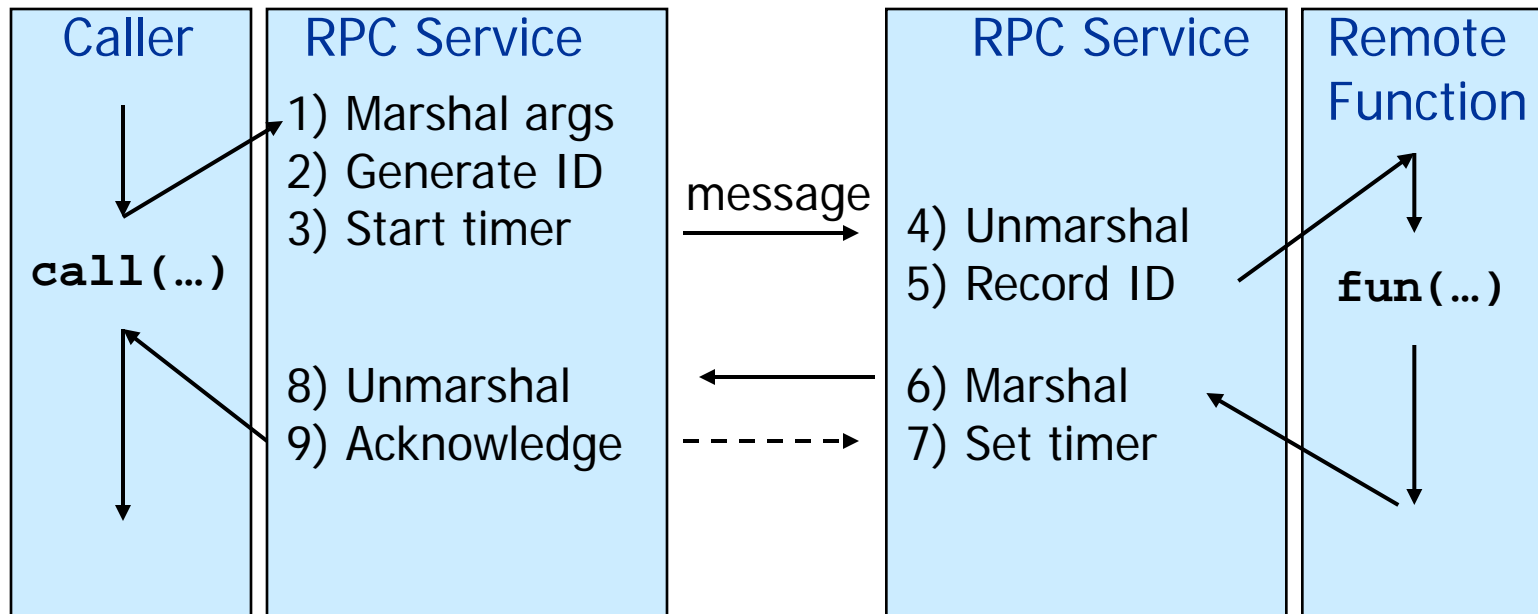 Caller
call(…)
RPC Service
1) Marshal args
2) Generate ID
3) Start timer
8) Unmarshal
9) Acknowledge
message
RPC Service
4) Unmarshal
5) Record ID
6) Marshal
7) Set timer
Remote
Function
fun(…)